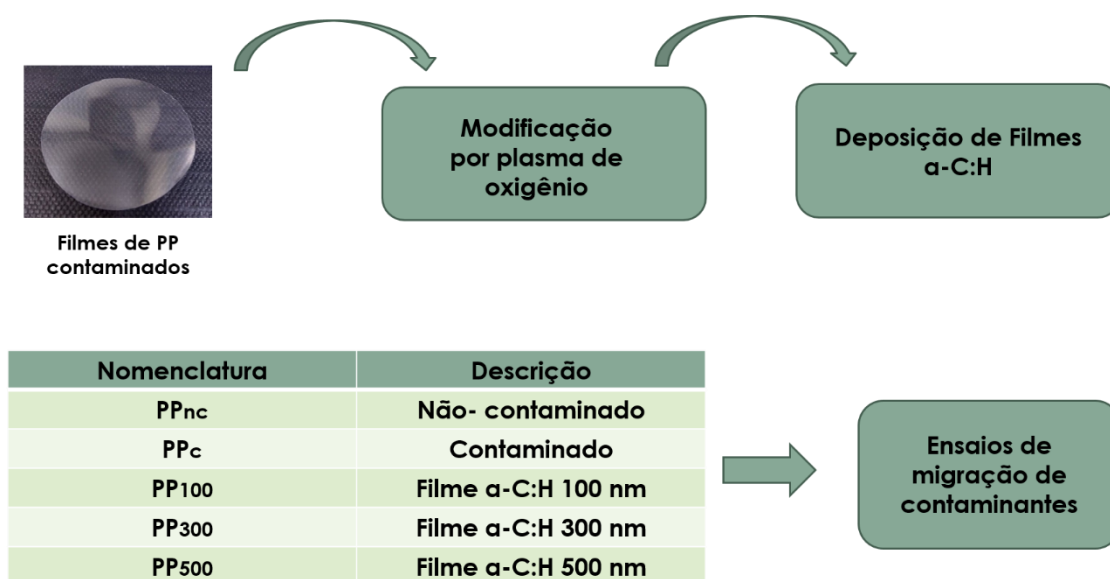 Modificação
por plasma de
oxigênio
Deposição de Filmes
a-C:H
Filmes de PP
contaminados
Nomenclatura Descrição
PPnc Não- contaminado
PPc Contaminado
PP100 Filme a-C:H 100 nm
PP300 Filme a-C:H 300 nm
PP500 Filme a-C:H 500 nm
Ensaios de
migração de
contaminantes